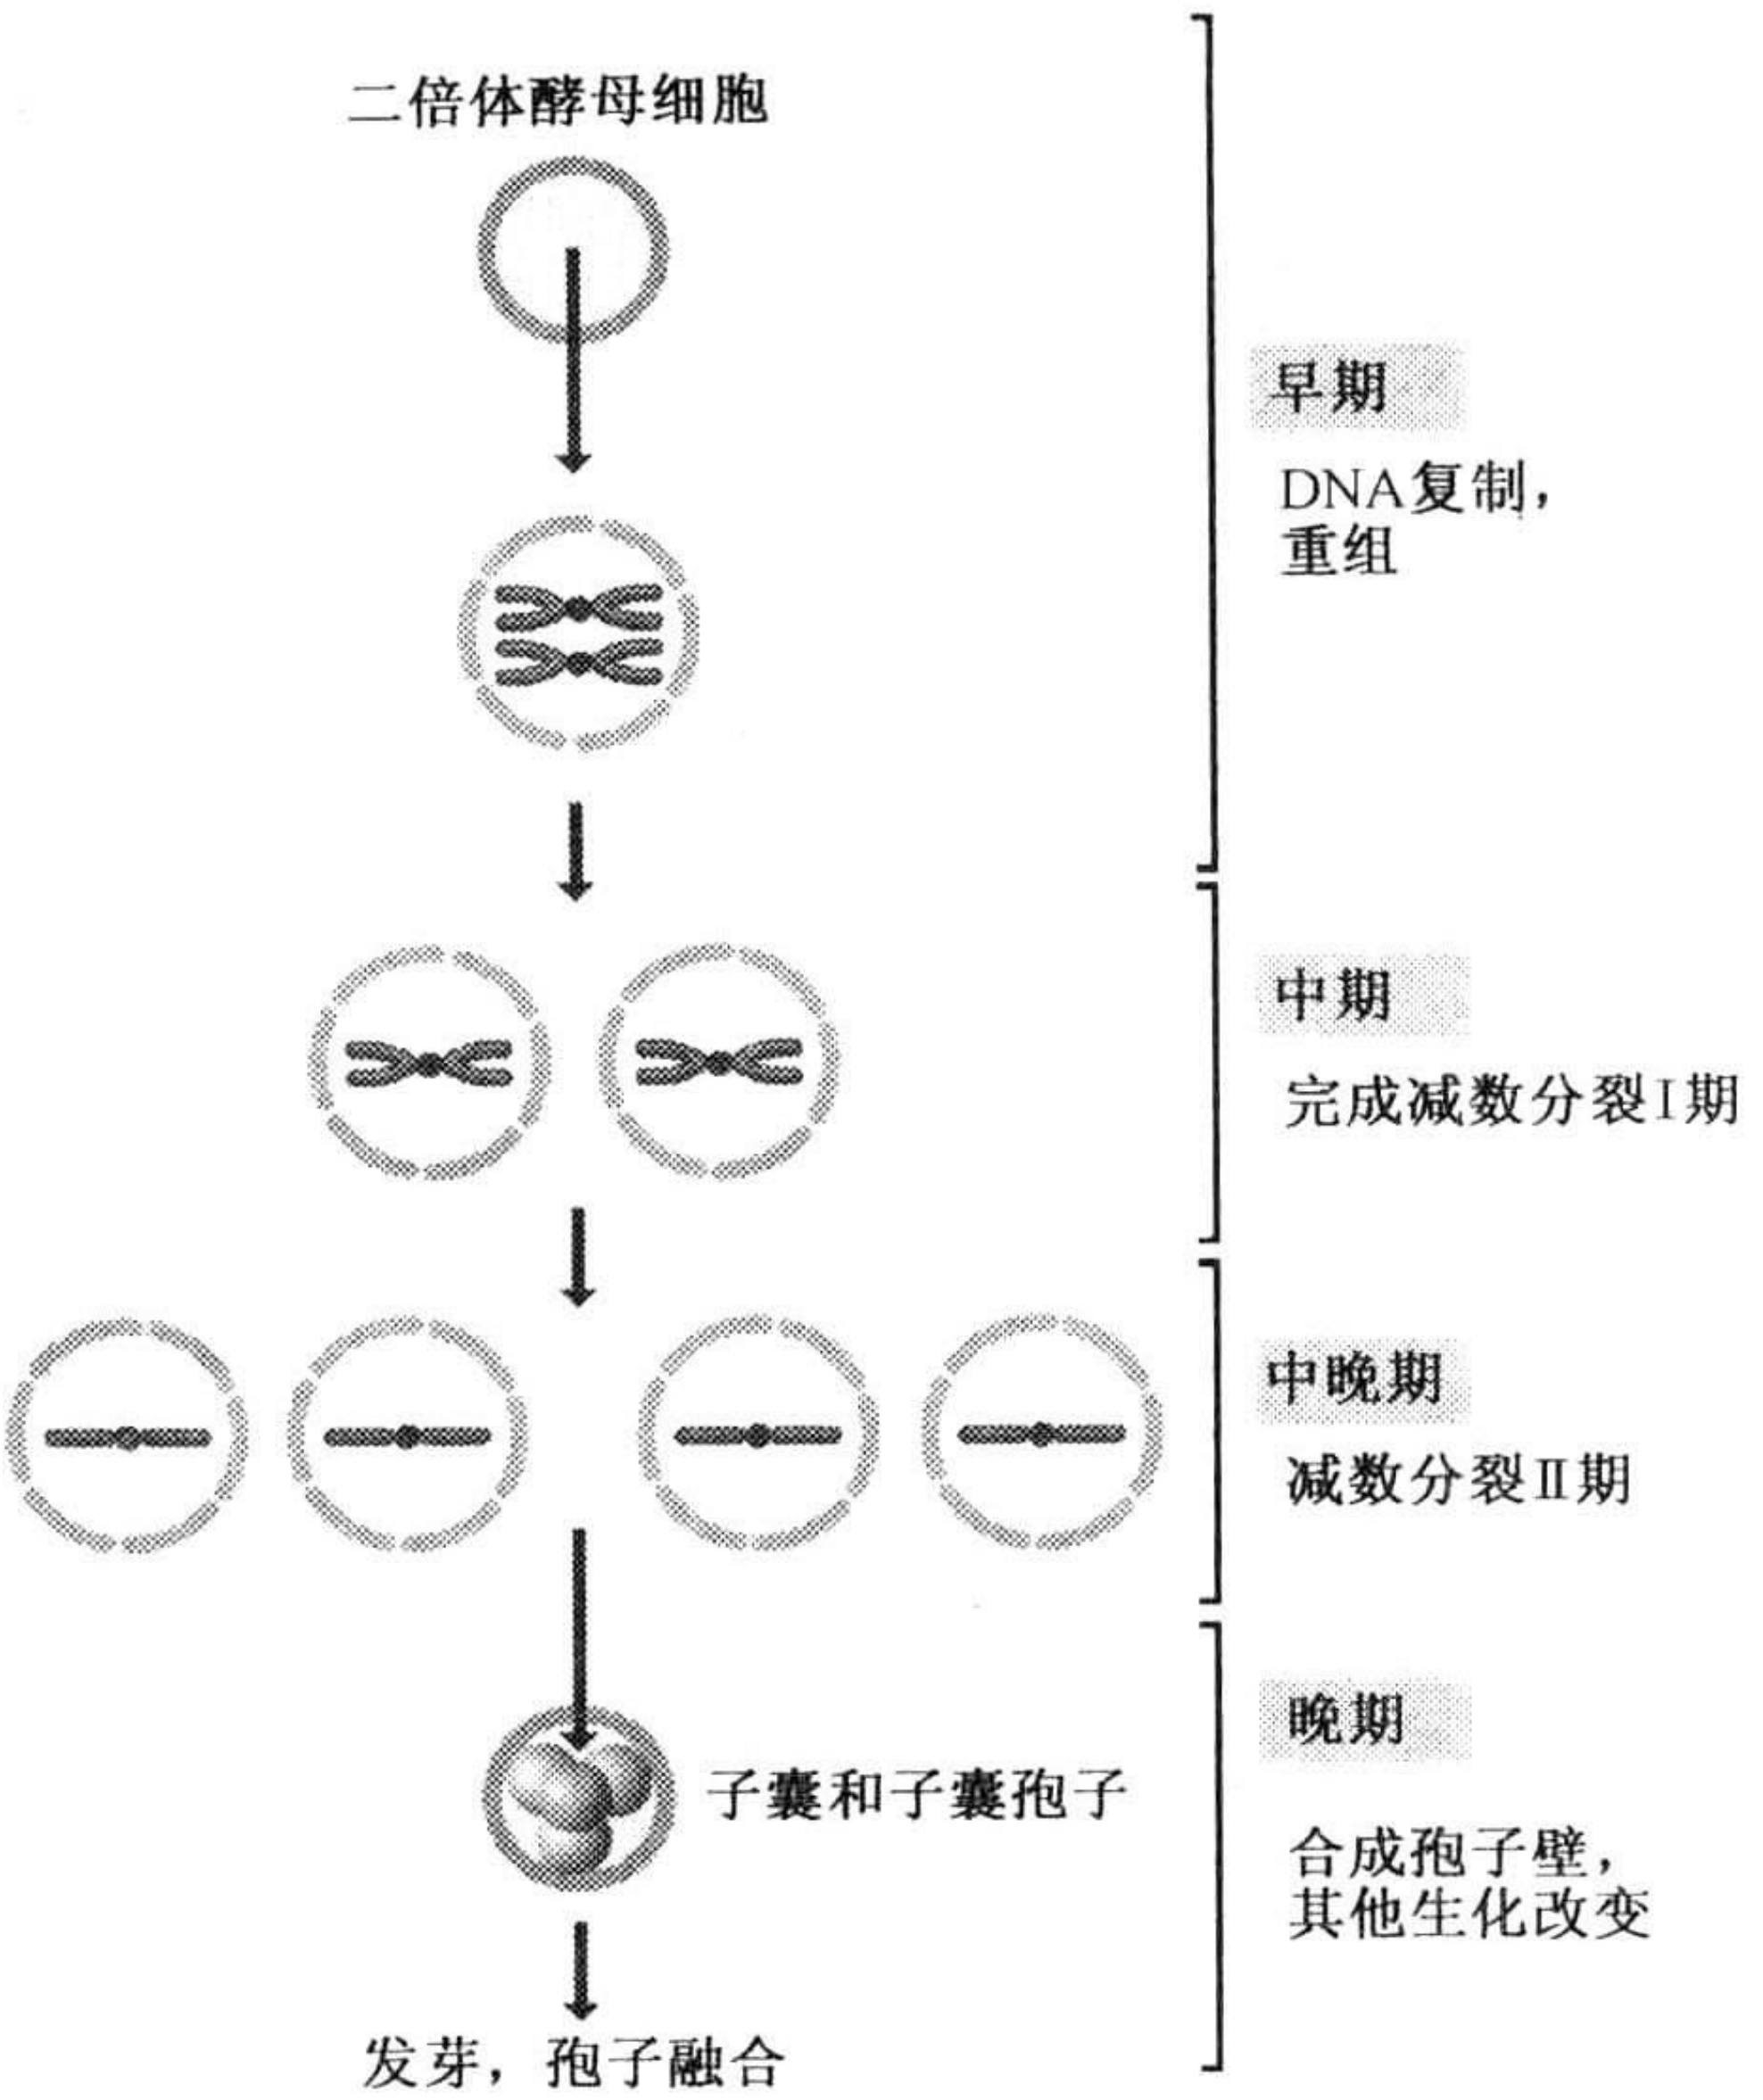 二倍体酵母细胞
早期
DNA复制，
重组
中期
完成减数分裂Ⅰ期
中晚期
减数分裂Ⅱ期
晚期
子囊和子囊孢子
合成孢子壁，
其他生化改变
发芽，孢子融合